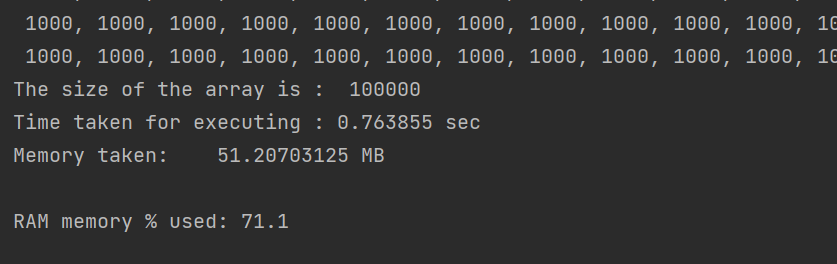 1000, 1000, 1000, 1000, 1000, 1000, 1000, 1000, 1000, 1000, 1000,
1000, 1000, 1000, 1000, 1000, 1000, 1000, 1000, 1000, 1000, 1000,
The size of the array is :  100000
Time taken for executing : 0.763855 sec
Memory taken:    51.20703125 MB
RAM memory % used: 71.1